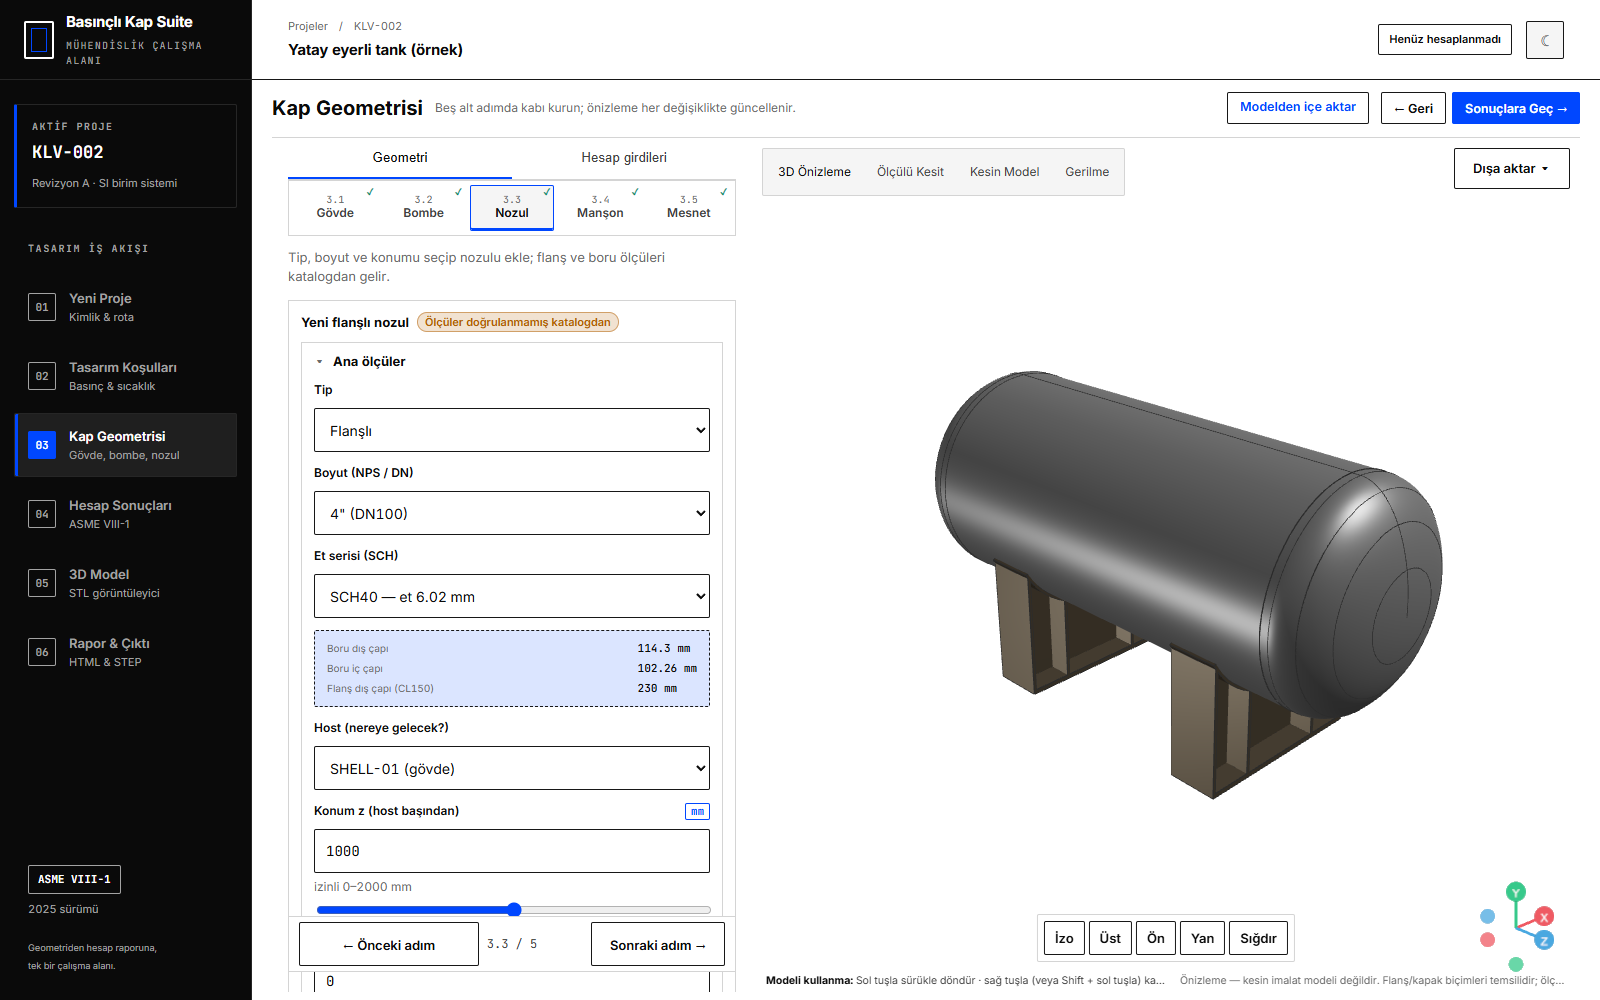 Basınçlı Kap Suite
MÜHENDİSLİK ÇALIŞMA
ALANI
AKTİF PROJE
KLV-002
Revizyon A · SI birim sistemi
TASARIM İŞ AKIŞI
01
Yeni Proje
Kimlik & rota
02
Tasarım Koşulları
Basınç & sıcaklık
03
Kap Geometrisi
Gövde, bombe, nozul
04
Hesap Sonuçları
ASME VIII-1
05
3D Model
STL görüntüleyici
06
Rapor & Çıktı
HTML & STEP
ASME VIII-1
2025 sürümü
Geometriden hesap raporuna,
tek bir çalışma alanı.
Projeler / KLV-002
Yatay eyerli tank (örnek)
Henüz hesaplanmadı
☾
Kap Geometrisi
Beş alt adımda kabı kurun; önizleme her değişiklikte güncellenir.
Modelden içe aktar
← Geri
Sonuçlara Geç →
Geometri
Hesap girdileri
3.1 ✓
Gövde
3.2 ✓
Bombe
3.3 ✓
Nozul
3.4 ✓
Manşon
3.5 ✓
Mesnet
Tip, boyut ve konumu seçip nozulu ekle; flanş ve boru ölçüleri
katalogdan gelir.
Yeni flanşlı nozul
Ölçüler doğrulanmamış katalogdan
Ana ölçüler
Tip
Flanşlı
Boyut (NPS / DN)
4" (DN100)
Et serisi (SCH)
SCH40 — et 6.02 mm
Boru dış çapı 114.3 mm
Boru iç çapı 102.26 mm
Flanş dış çapı (CL150) 230 mm
Host (nereye gelecek?)
SHELL-01 (gövde)
Konum z (host başından) mm
1000
izinli 0–2000 mm
← Önceki adım
3.3 / 5
Sonraki adım →
0
3D Önizleme
Ölçülü Kesit
Kesin Model
Gerilme
Dışa aktar
İzo
Üst
Ön
Yan
Sığdır
Y
X
Z
Modeli kullanma: Sol tuşla sürükle döndür · sağ tuşla (veya Shift + sol tuşla) ka...
Önizleme — kesin imalat modeli değildir. Flanş/kapak biçimleri temsilidir; ölç...